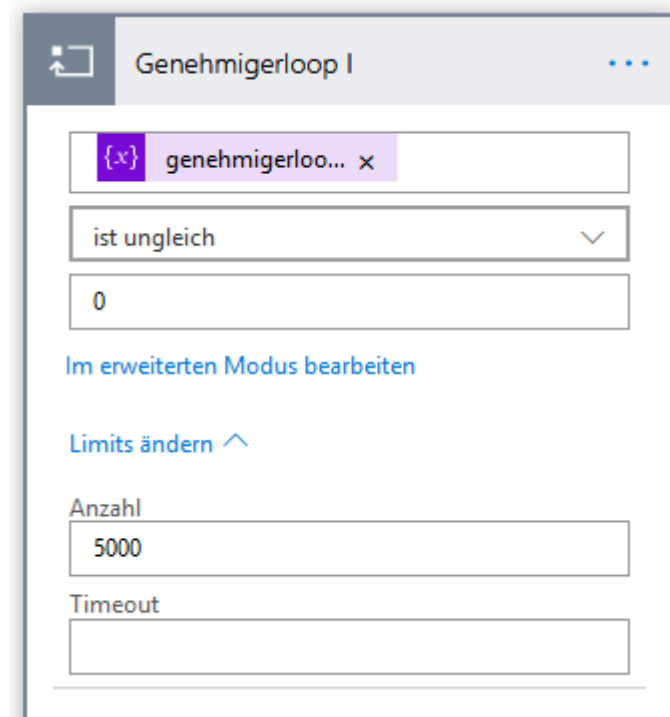 Genehmigerloop I
{x} genehmigerloo... ×
ist ungleich
0
Im erweiterten Modus bearbeiten
Limits ändern
Anzahl
5000
Timeout